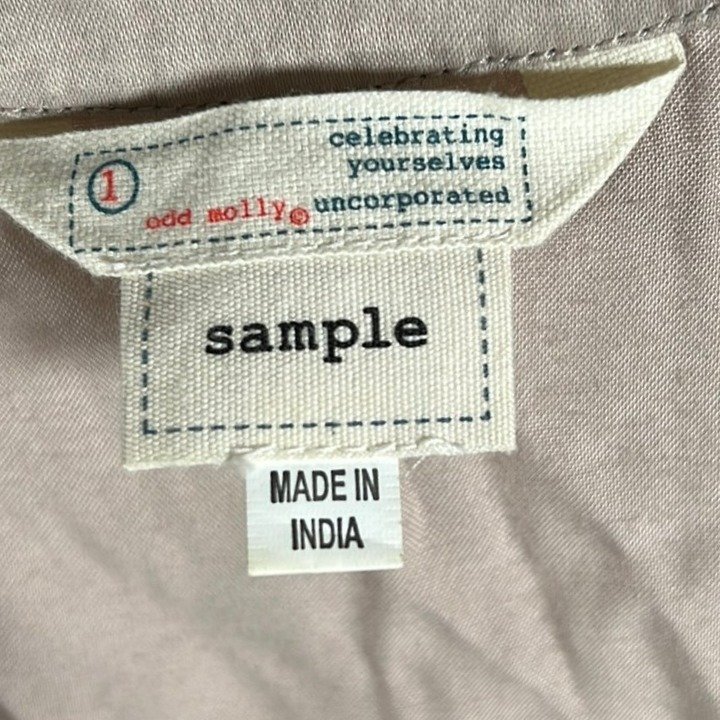 celebrating
yourselves
1 odd molly® uncorporated
sample
MADE IN
INDIA